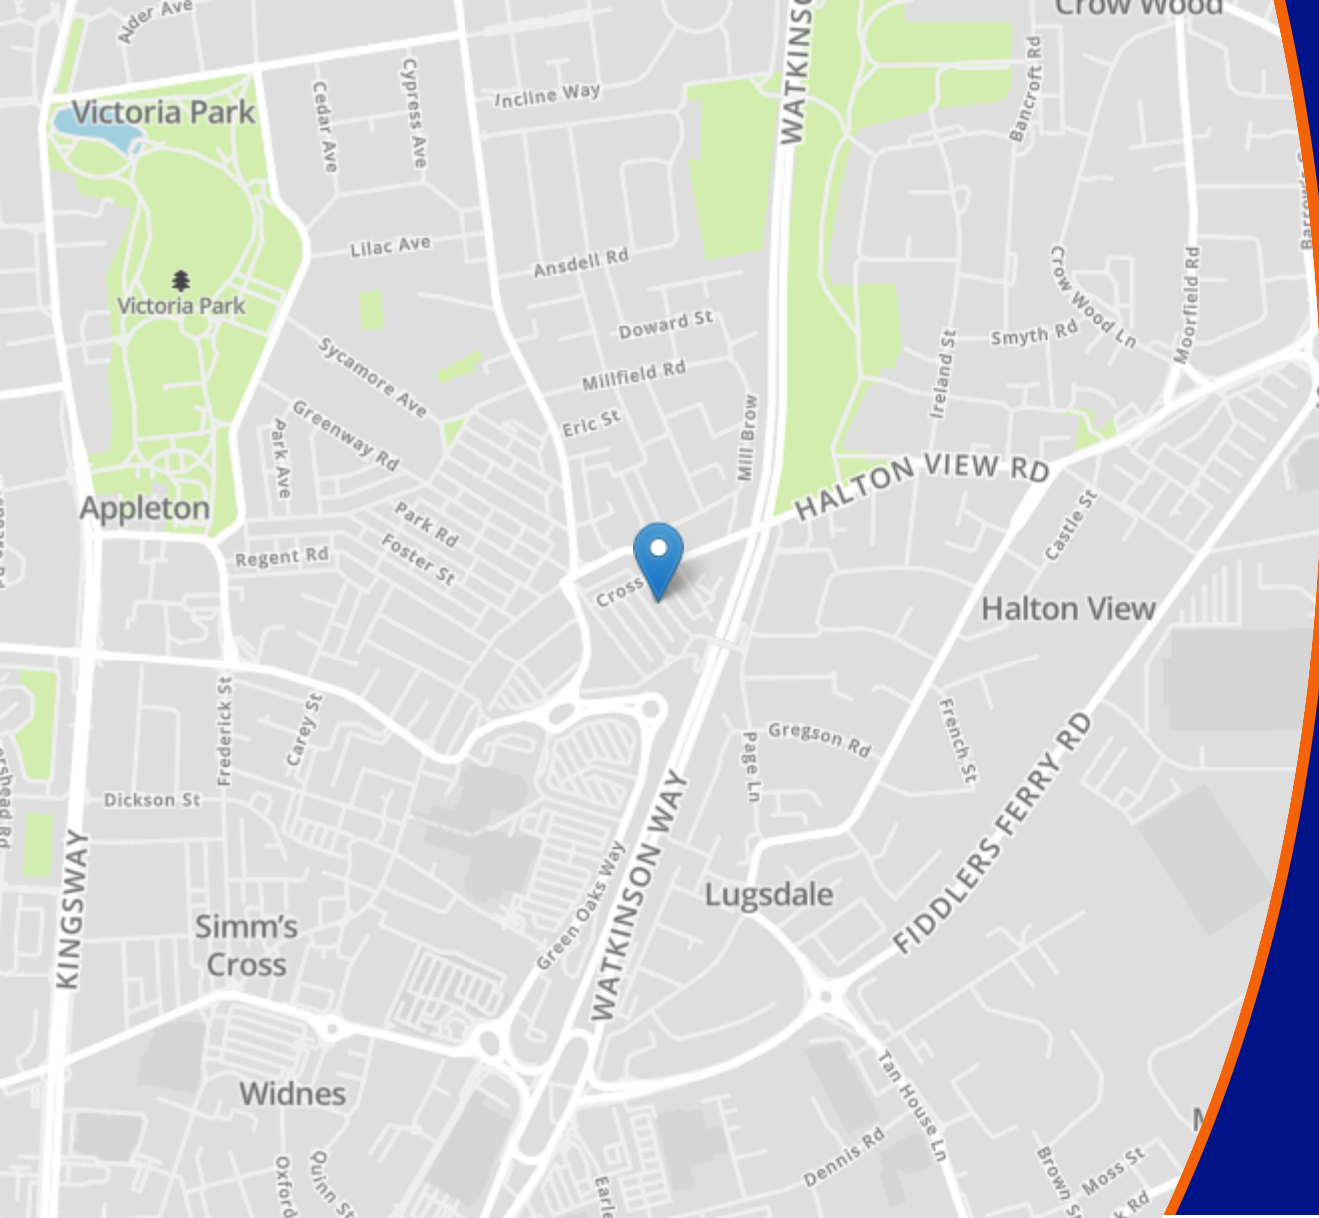 Crow Wood
Alder Ave
WATKINSO
Victoria Park
Cedar Ave
Cypress Ave
Incline Way
Bancroft Rd
Lilac Ave
Ansdell Rd
Victoria Park
Doward St
Crow Wood Ln
Smyth Rd
Moorfield Rd
Sycamore Ave
Millfield Rd
Ireland St
Greenway Rd
Park Ave
Eric St
Mill Brow
HALTON VIEW RD
Appleton
Park Rd
Foster St
Regent Rd
Castle St
Cross
Halton View
Frederick St
Carey St
Gregson Rd
Page Ln
French St
Dickson St
KINGSWAY
Green Oaks Way
WATKINSON WAY
FIDDLERS FERRY RD
Lugsdale
Simm's
Cross
Widnes
Tan House Ln
Dennis Rd
Moss St
Brown St
Quinn St
Oxford
Earle